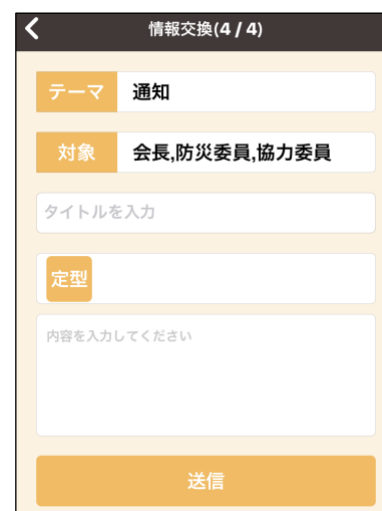 情報交換(4 / 4)
テーマ 通知
対象 会長,防災委員,協力委員
タイトルを入力
定型
内容を入力してください
送信